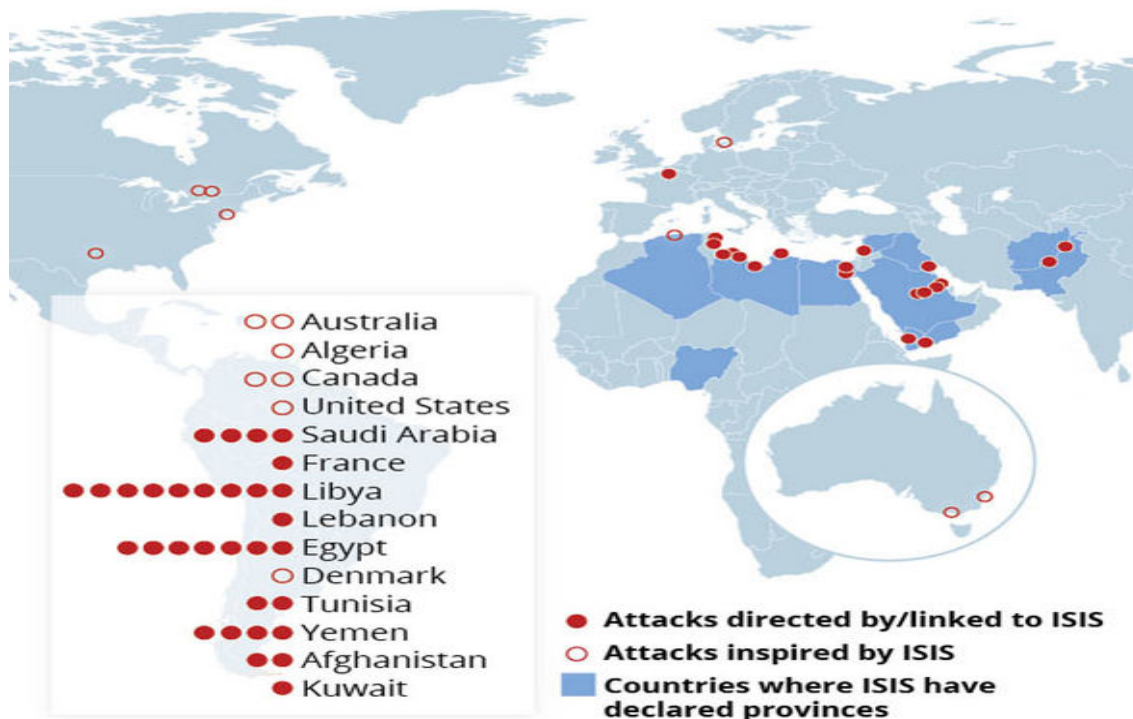 Australia
Algeria
Canada
United States
Saudi Arabia
France
Libya
Lebanon
Egypt
Denmark
Tunisia
Yemen
Afghanistan
Kuwait
Attacks directed by/linked to ISIS
Attacks inspired by ISIS
Countries where ISIS have
declared provinces